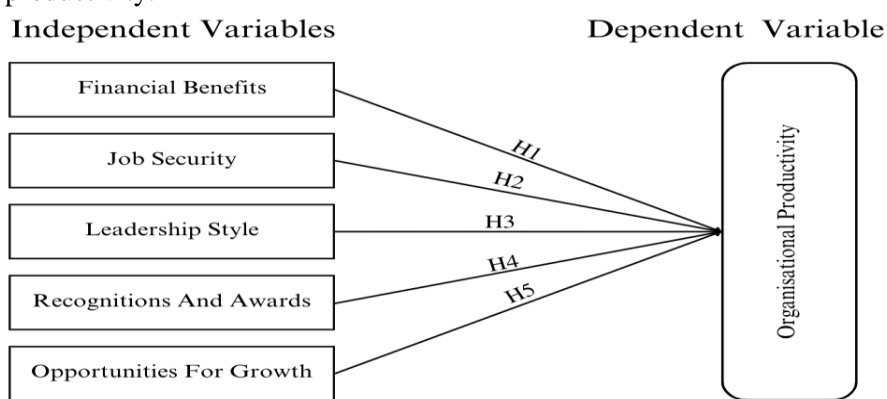 productivity.
Independent Variables
Dependent Variable
Financial Benefits
Job Security
Leadership Style
Recognitions And Awards
Opportunities For Growth
H1
H2
H3
H4
H5
Organisational Productivity